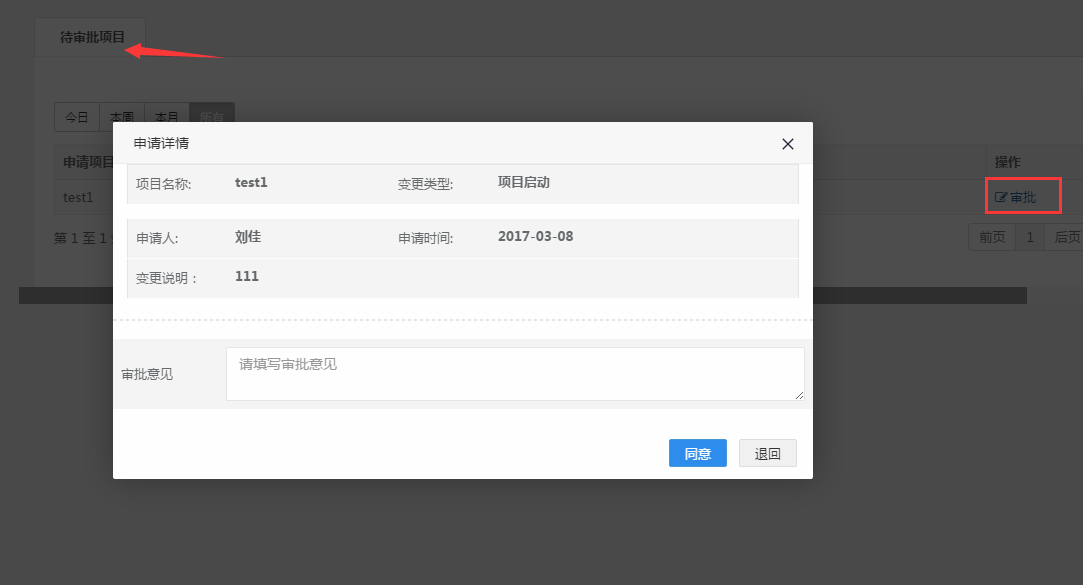 待审批项目
今日 本周 本月 所有
申请详情
申请项目 操作
项目名称: test1 变更类型: 项目启动
test1 审批
申请人: 刘佳 申请时间: 2017-03-08
第 1 至 1 前页 1 后页
变更说明： 111
审批意见 请填写审批意见
同意 退回